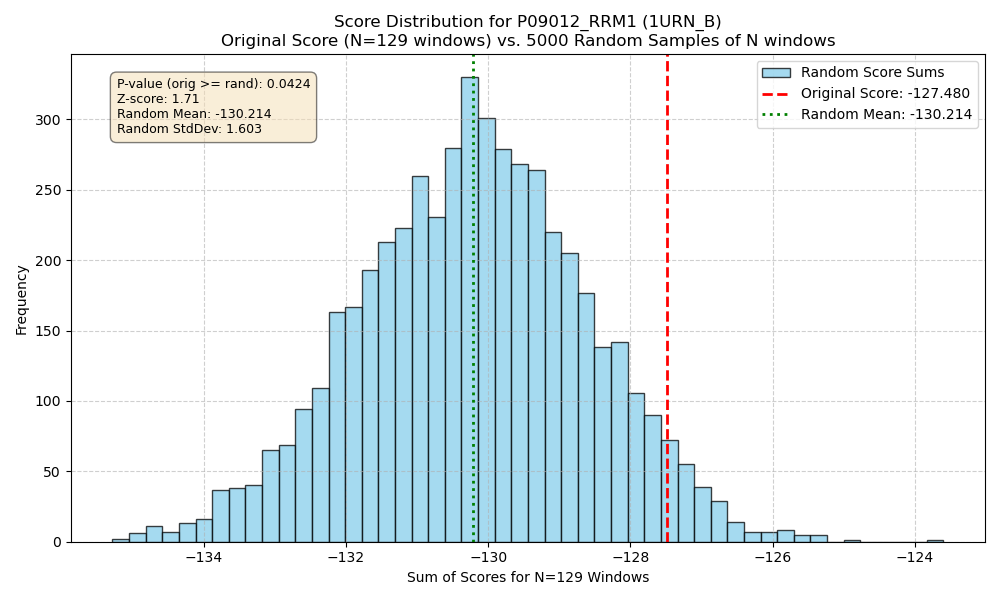 Score Distribution for P09012_RRM1 (1URN_B)
Original Score (N=129 windows) vs. 5000 Random Samples of N windows
P-value (orig >= rand): 0.0424
Z-score: 1.71
Random Mean: -130.214
Random StdDev: 1.603
Random Score Sums
Original Score: -127.480
Random Mean: -130.214
Frequency
300
250
200
150
100
50
0
−134
−132
−130
−128
−126
−124
Sum of Scores for N=129 Windows